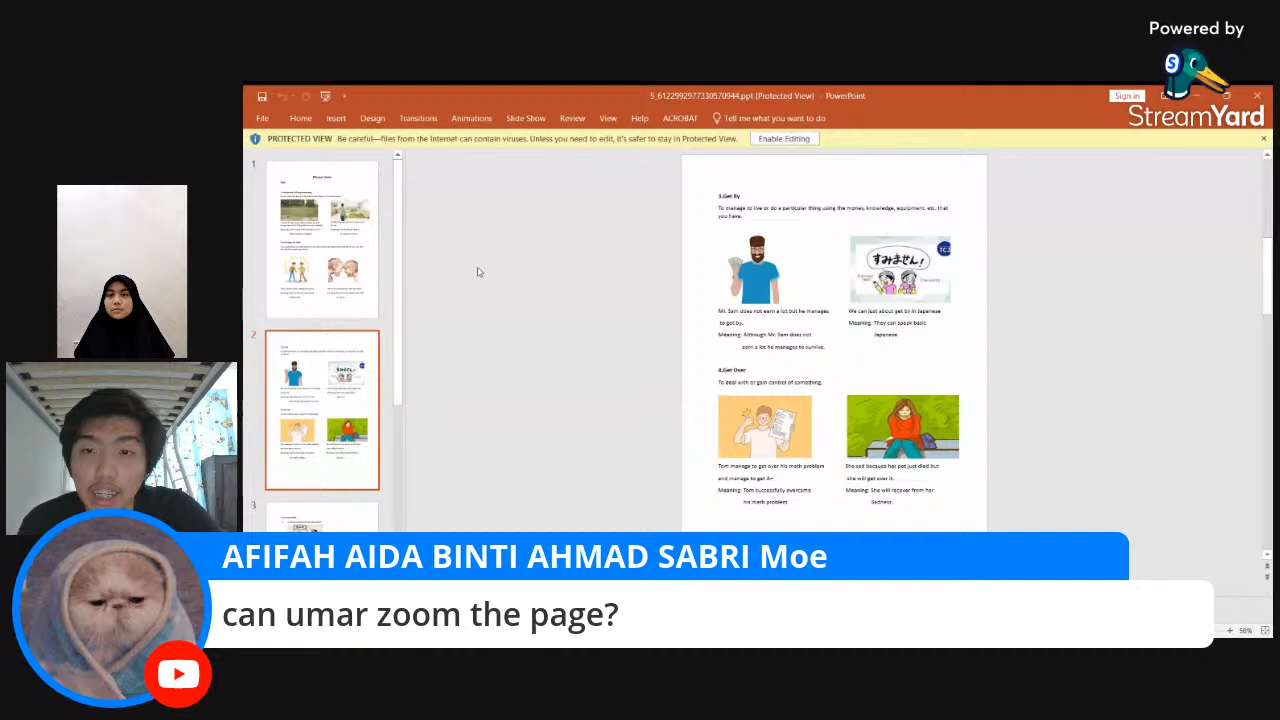 Powered by
StreamYard
5_6122992977330570944.ppt [Protected View] - PowerPoint
Sign in
File Home Insert Design Transitions Animations Slide Show Review View Help ACROBAT Tell me what you want to do
PROTECTED VIEW Be careful—files from the Internet can contain viruses. Unless you need to edit, it's safer to stay in Protected View. Enable Editing
1
2
3
3.Get By
To manage to live or do a particular thing using the money, knowledge, equipment, etc. that
you have.
すみません!
TCJ
Mr. Sam does not earn a lot but he manages
to get by.
Meaning: Although Mr. Sam does not
earn a lot he manages to survive.
We can just about get by in Japanese
Meaning: They can speak basic
Japanese
4.Get Over
To deal with or gain control of something.
Tom manage to get over his math problem
and manage to get A+
Meaning: Tom successfully overcame
his math problem
She sad because her pet just died but
she will get over it.
Meaning: She will recover from her
Sadness.
58%
AFIFAH AIDA BINTI AHMAD SABRI Moe
can umar zoom the page?